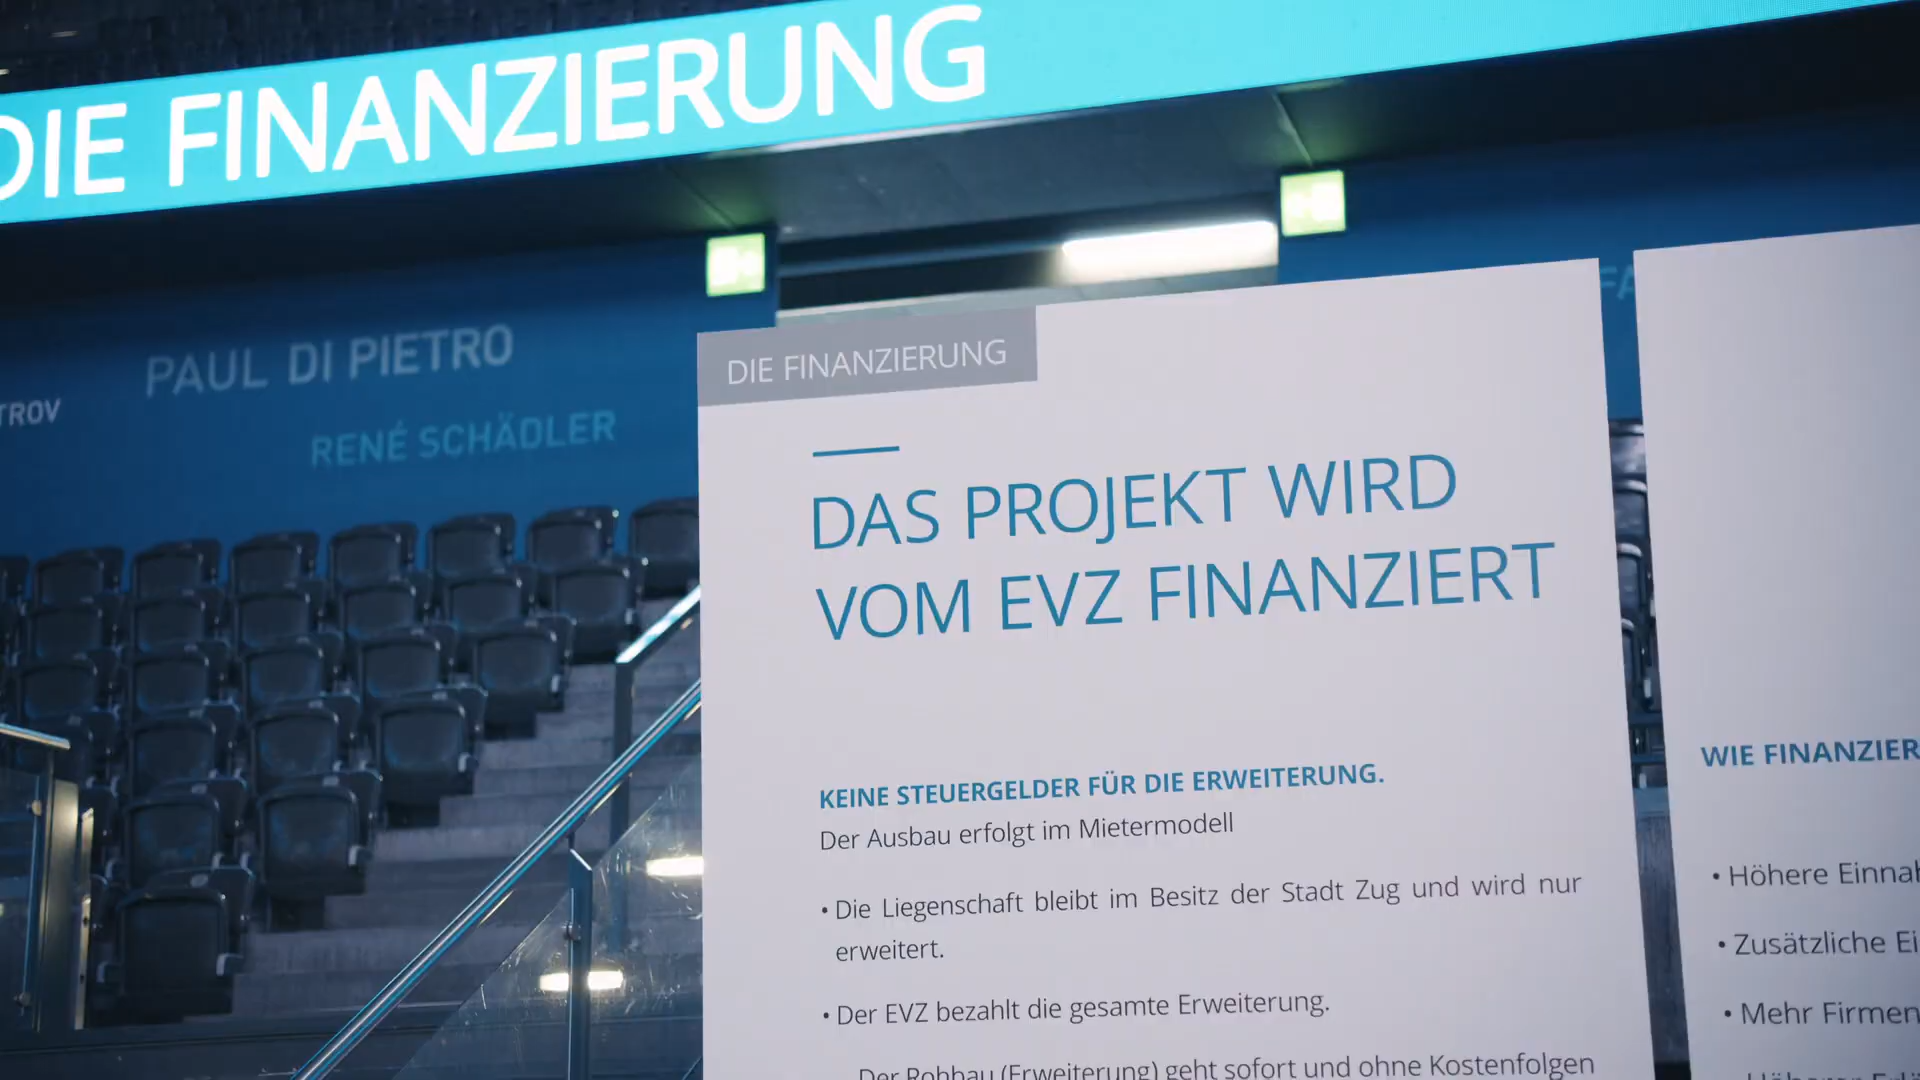 DIE FINANZIERUNG
PAUL DI PIETRO
TROV
RENÉ SCHÄDLER
FA
DIE FINANZIERUNG
DAS PROJEKT WIRD
VOM EVZ FINANZIERT
KEINE STEUERGELDER FÜR DIE ERWEITERUNG.
Der Ausbau erfolgt im Mietermodell
• Die Liegenschaft bleibt im Besitz der Stadt Zug und wird nur
erweitert.
• Der EVZ bezahlt die gesamte Erweiterung.
Der Rohbau (Erweiterung) geht sofort und ohne Kostenfolgen
WIE FINANZIER
• Höhere Einnah
• Zusätzliche Ei
• Mehr Firmen